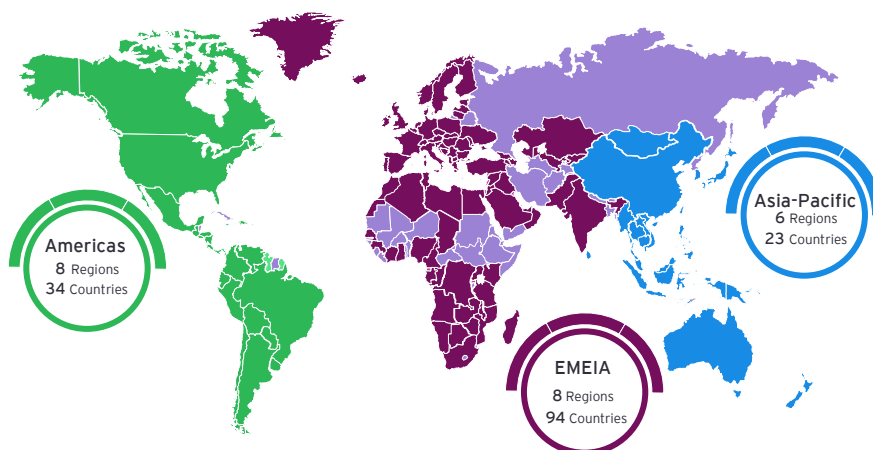 Americas
8 Regions
34 Countries
EMEIA
8 Regions
94 Countries
Asia-Pacific
6 Regions
23 Countries